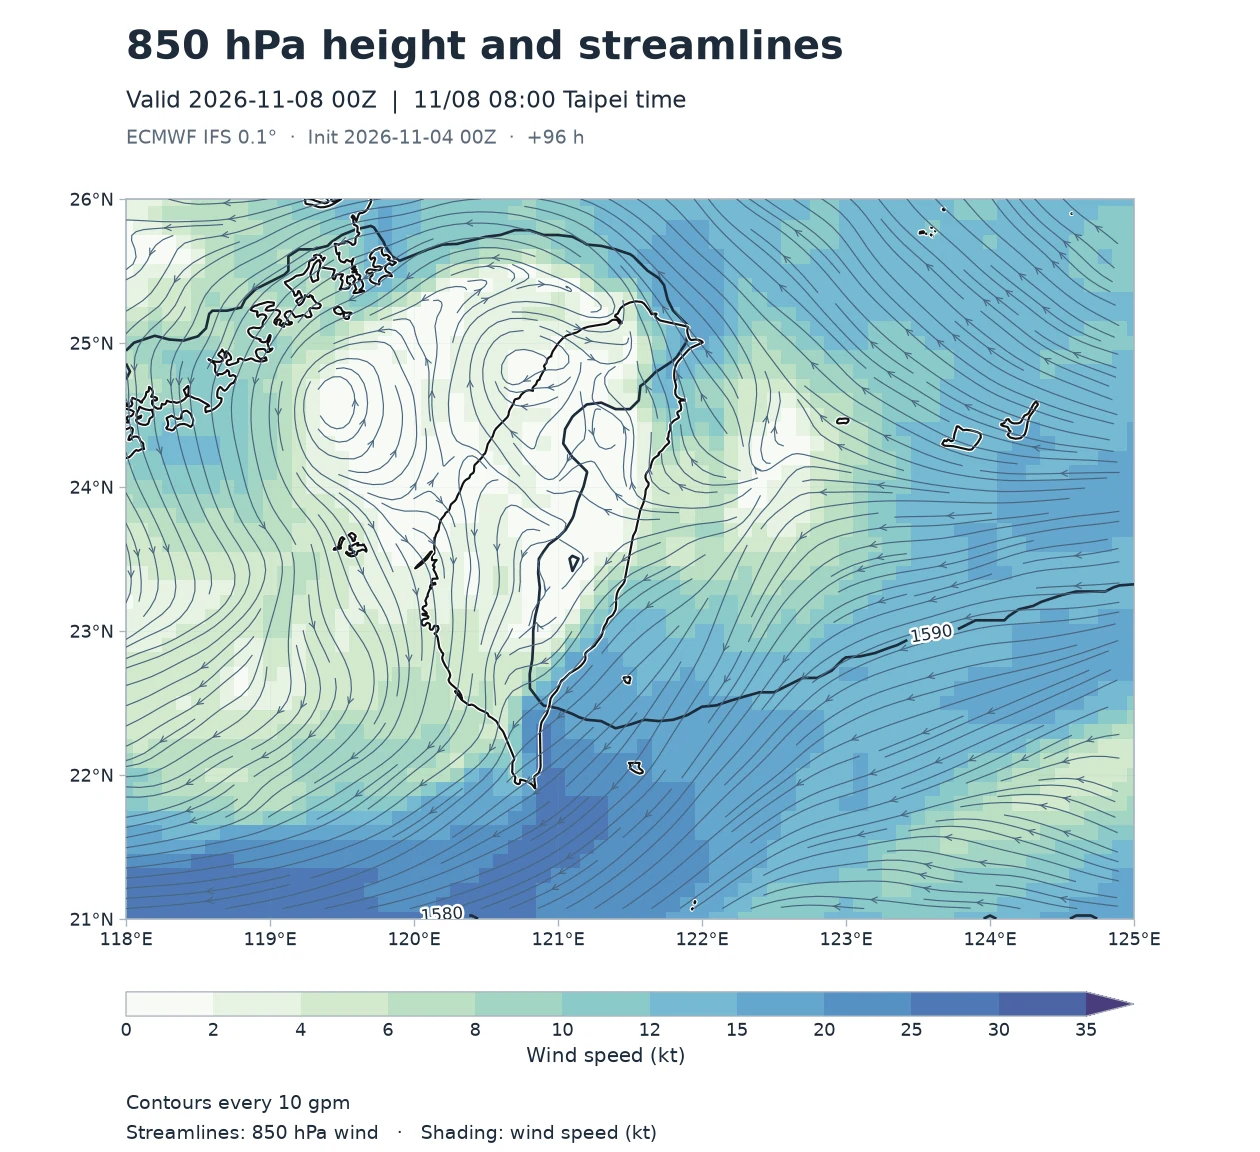 850 hPa height and streamlines
Valid 2026-11-08 00Z | 11/08 08:00 Taipei time
ECMWF IFS 0.1° · Init 2026-11-04 00Z · +96 h
26°N
25°N
24°N
23°N
22°N
21°N
1590
1580
118°E 119°E 120°E 121°E 122°E 123°E 124°E 125°E
0 2 4 6 8 10 12 15 20 25 30 35
Wind speed (kt)
Contours every 10 gpm
Streamlines: 850 hPa wind · Shading: wind speed (kt)